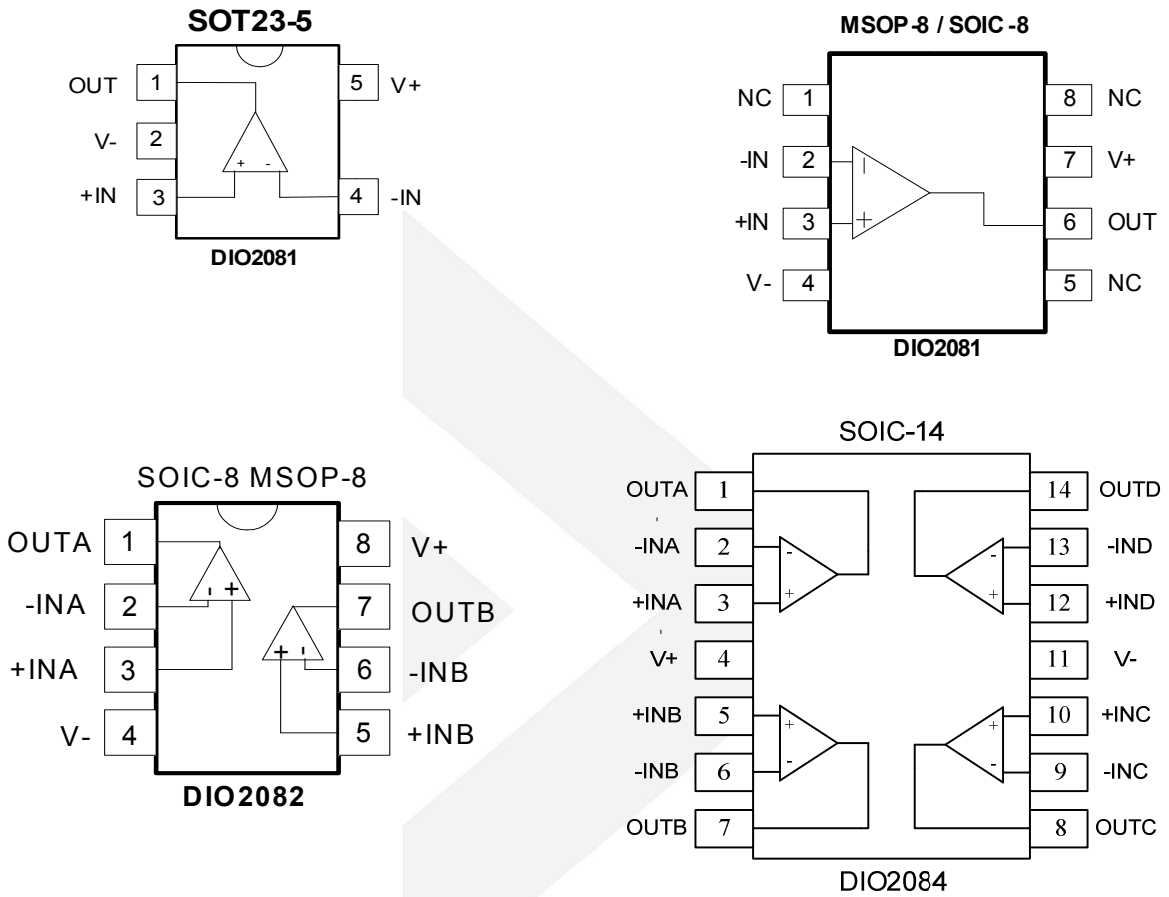 SOT23-5
OUT 1 5 V+
V- 2
+IN 3 + - 4 -IN
DIO2081
MSOP-8 / SOIC-8
NC 1 8 NC
-IN 2 - 7 V+
+IN 3 + 6 OUT
V- 4 5 NC
DIO2081
SOIC-8 MSOP-8
OUTA 1 8 V+
-INA 2 - + 7 OUTB
+INA 3 + - 6 -INB
V- 4 5 +INB
DIO2082
SOIC-14
OUTA 1 14 OUTD
-INA 2 - - 13 -IND
+INA 3 + + 12 +IND
V+ 4 11 V-
+INB 5 + + 10 +INC
-INB 6 - - 9 -INC
OUTB 7 8 OUTC
DIO2084